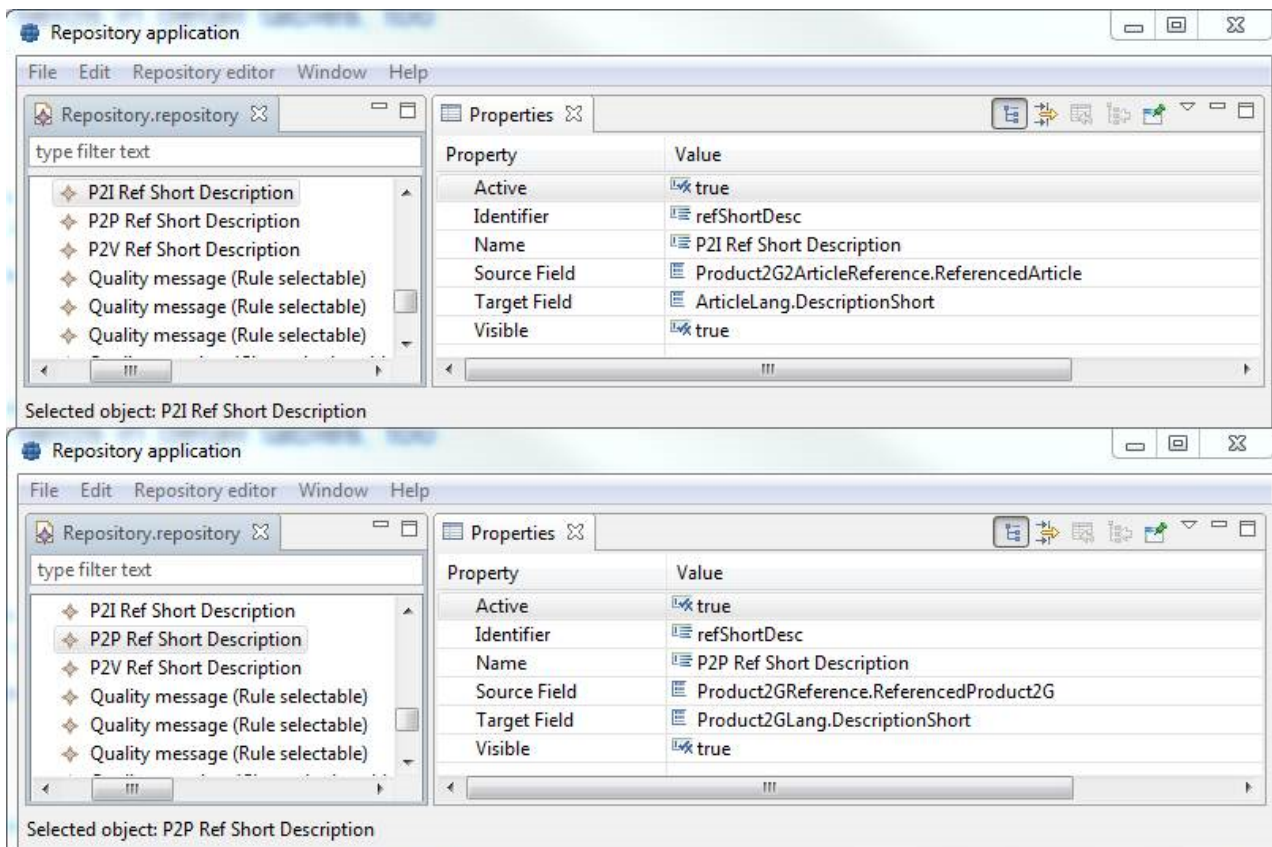 Repository application
File Edit Repository editor Window Help
Repository.repository
type filter text
P2I Ref Short Description
P2P Ref Short Description
P2V Ref Short Description
Quality message (Rule selectable)
Quality message (Rule selectable)
Quality message (Rule selectable)
Properties
Property Value
Active true
Identifier refShortDesc
Name P2I Ref Short Description
Source Field Product2G2ArticleReference.ReferencedArticle
Target Field ArticleLang.DescriptionShort
Visible true
Selected object: P2I Ref Short Description
Repository application
File Edit Repository editor Window Help
Repository.repository
type filter text
P2I Ref Short Description
P2P Ref Short Description
P2V Ref Short Description
Quality message (Rule selectable)
Quality message (Rule selectable)
Quality message (Rule selectable)
Properties
Property Value
Active true
Identifier refShortDesc
Name P2P Ref Short Description
Source Field Product2GReference.ReferencedProduct2G
Target Field Product2GLang.DescriptionShort
Visible true
Selected object: P2P Ref Short Description